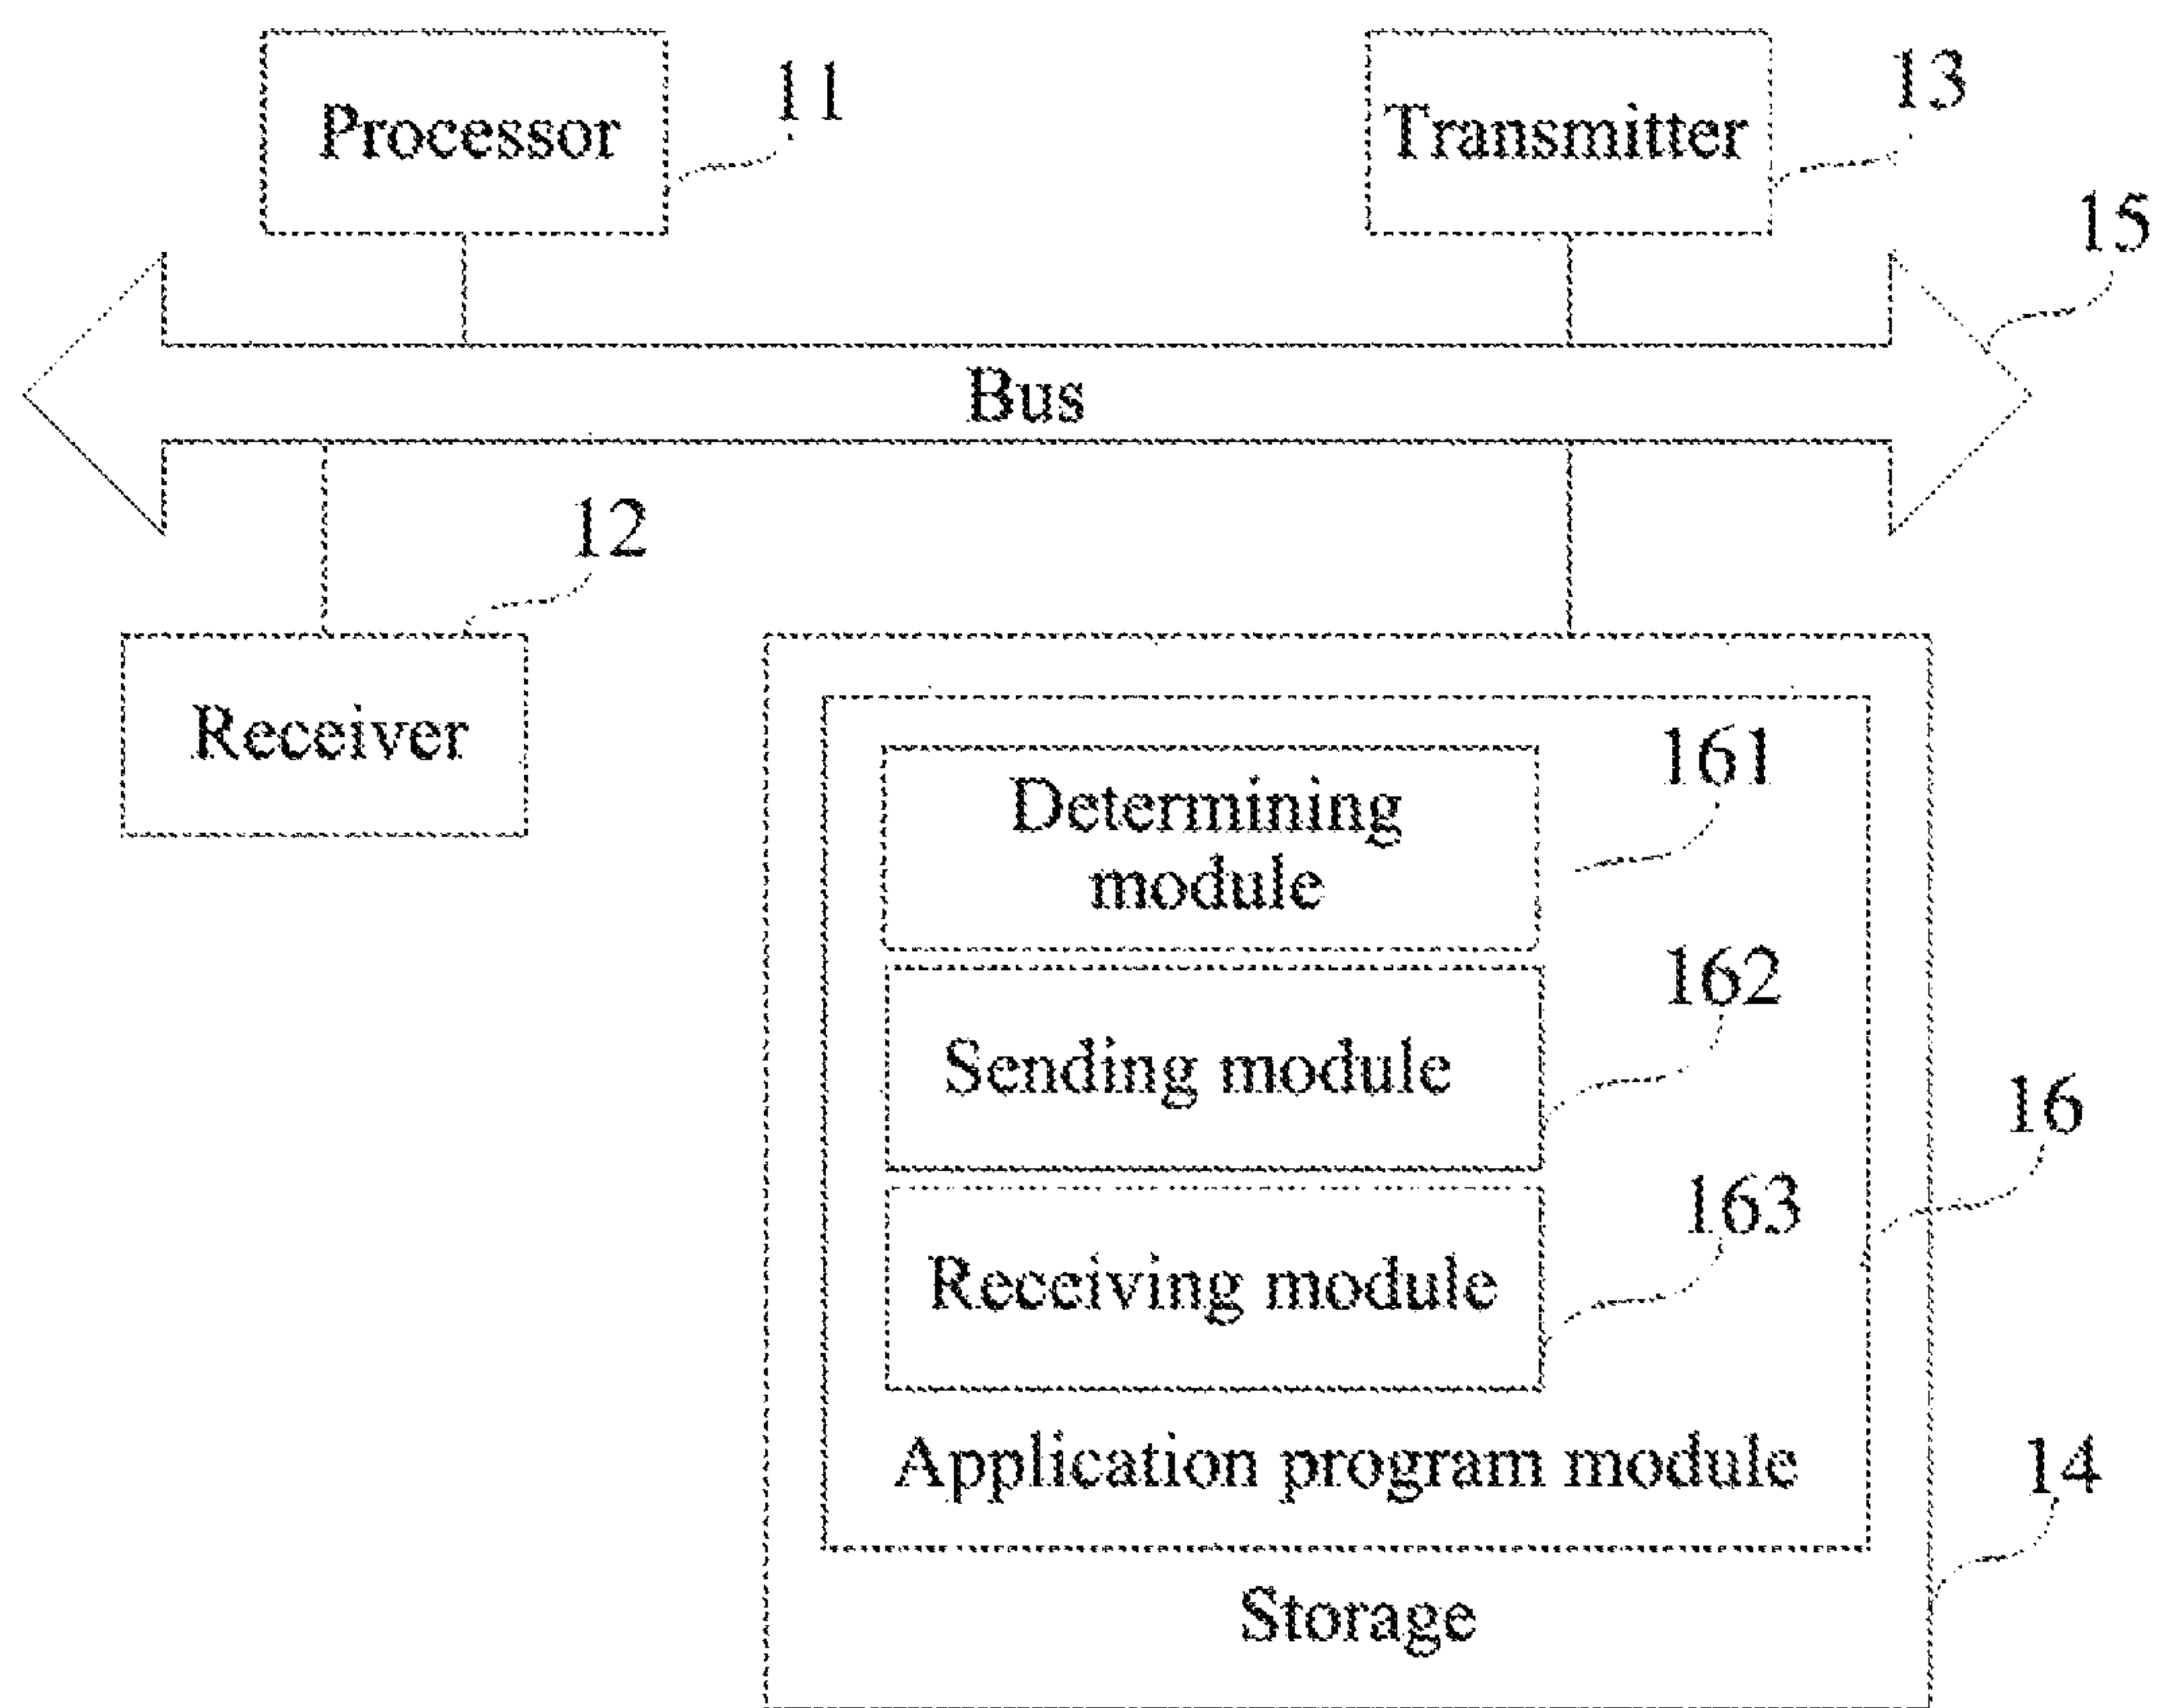 Processor
11
Transmitter
13
15
Bus
12
Receiver
Determining
module
161
Sending module
162
Receiving module
163
16
Application program module
14
Storage